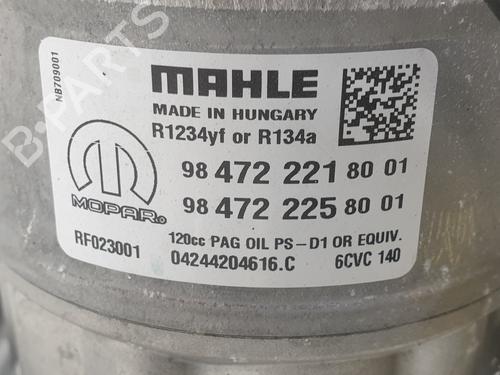 MAHLE
MADE IN HUNGARY
R1234yf or R134a
98 472 221 80 01
98 472 225 80 01
MOPAR®
RF023001
120cc PAG OIL PS-D1 OR EQUIV.
04244204616.C
6CVC 140
NB709001
B-PARTS